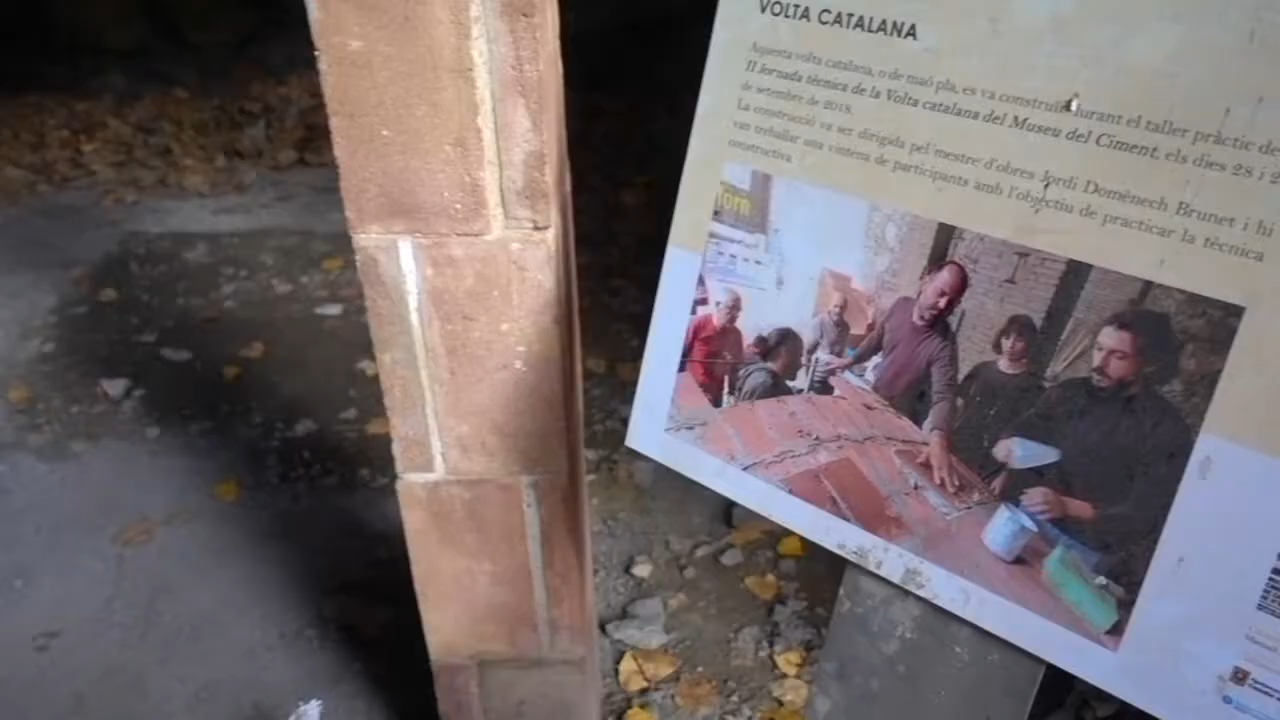 VOLTA CATALANA
Aquesta volta catalana, o de maó pla, es va construir durant el taller pràctic de
II Jornada tècnica de la Volta catalana del Museu del Ciment, els dies 28 i 2
de setembre de 2018.
La construcció va ser dirigida pel mestre d'obres Jordi Domènech Brunet i hi
van treballar una vintena de participants amb l'objectiu de practicar la tècnica
constructiva.
Torn